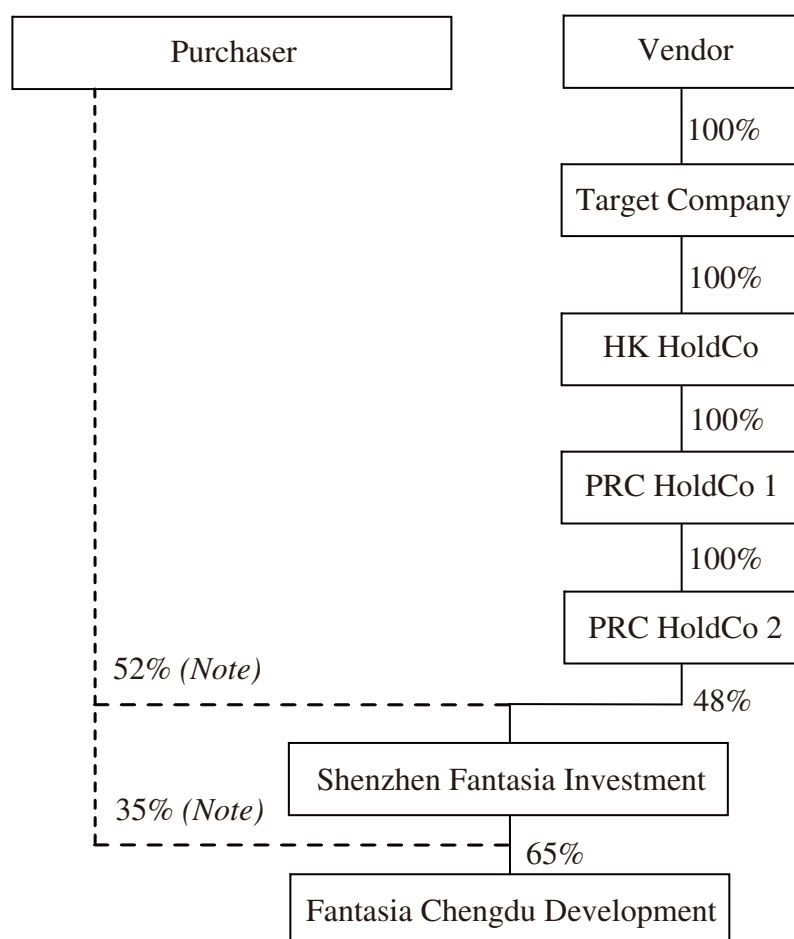 Purchaser
Vendor
100%
Target Company
100%
HK HoldCo
100%
PRC HoldCo 1
100%
PRC HoldCo 2
52% (Note)
48%
Shenzhen Fantasia Investment
35% (Note)
65%
Fantasia Chengdu Development